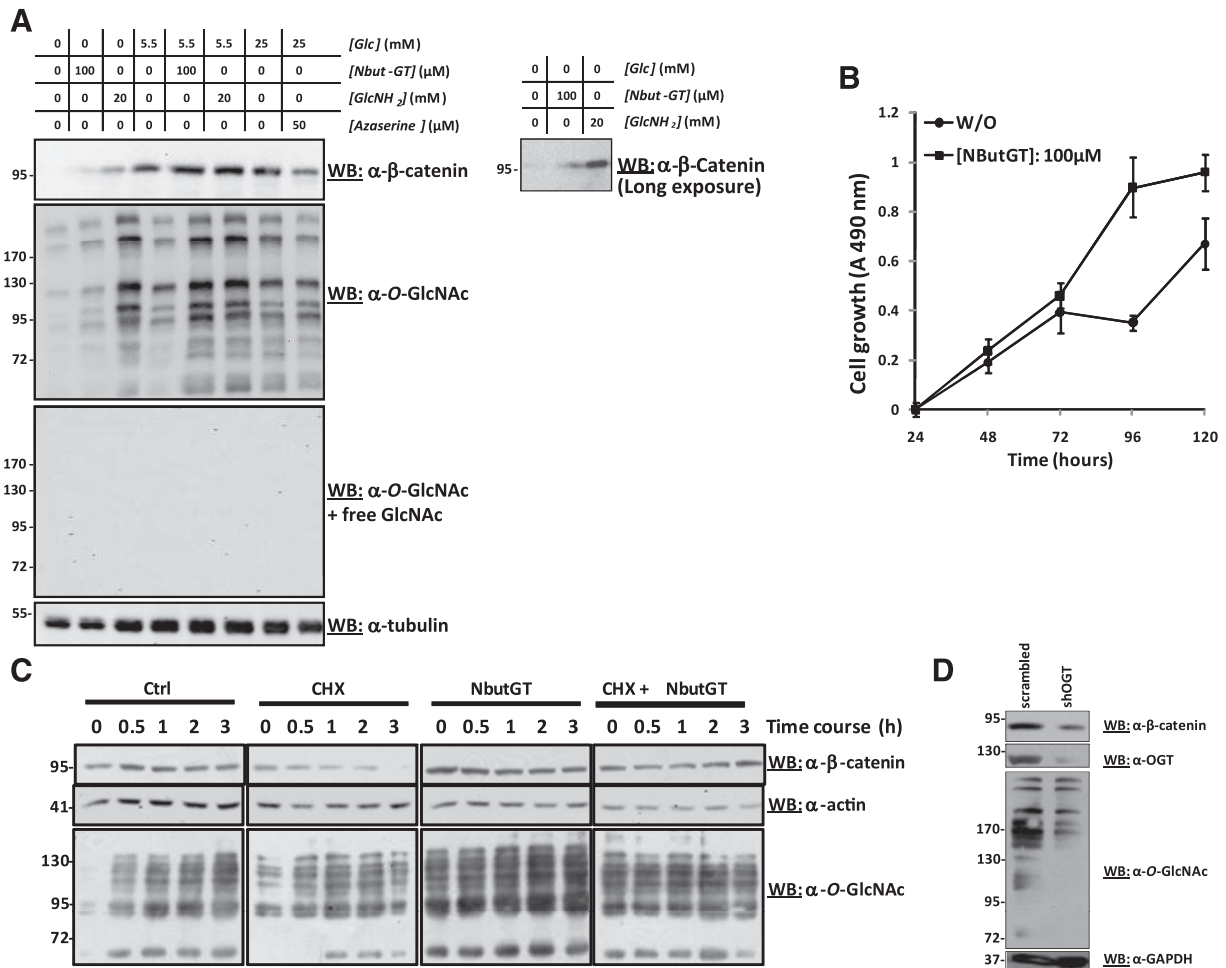 A
0 0 0 5.5 5.5 5.5 25 25 [Glc] (mM)
0 100 0 0 100 0 0 0 [Nbut -GT] (μM)
0 0 20 0 0 20 0 0 [GlcNH 2] (mM)
0 0 0 0 0 0 0 50 [Azaserine ] (μM)
95- WB: α-β-catenin
170-
130-
95-
72-
WB: α-O-GlcNAc
170-
130-
95-
72-
WB: α-O-GlcNAc
+ free GlcNAc
55-
WB: α-tubulin
0 0 0 [Glc] (mM)
0 100 0 [Nbut -GT] (μM)
0 0 20 [GlcNH 2] (mM)
95-
WB: α-β-Catenin
(Long exposure)
B
W/O
[NButGT]: 100μM
Cell growth (A 490 nm)
1.2
1
0.8
0.6
0.4
0.2
0
24 48 72 96 120
Time (hours)
C
Ctrl CHX NbutGT CHX + NbutGT
0 0.5 1 2 3 0 0.5 1 2 3 0 0.5 1 2 3 0 0.5 1 2 3 Time course (h)
95- WB: α-β-catenin
41- WB: α-actin
130-
95-
72-
WB: α-O-GlcNAc
D
scrambled
shOGT
95- WB: α-β-catenin
130- WB: α-OGT
170-
130-
95-
72-
WB: α-O-GlcNAc
37- WB: α-GAPDH